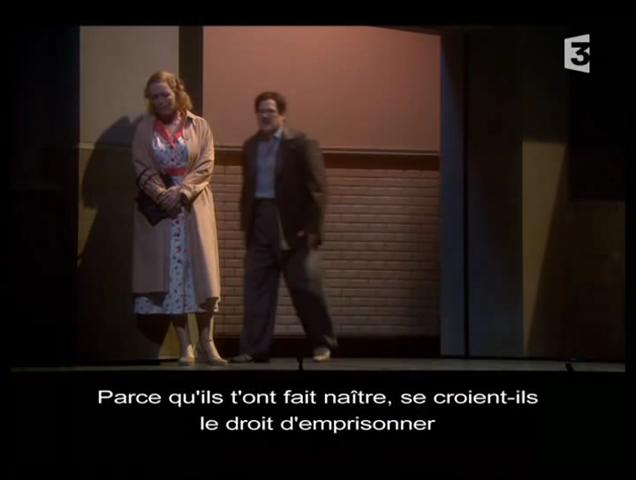 3
Parce qu'ils t'ont fait naître, se croient-ils
le droit d'emprisonner